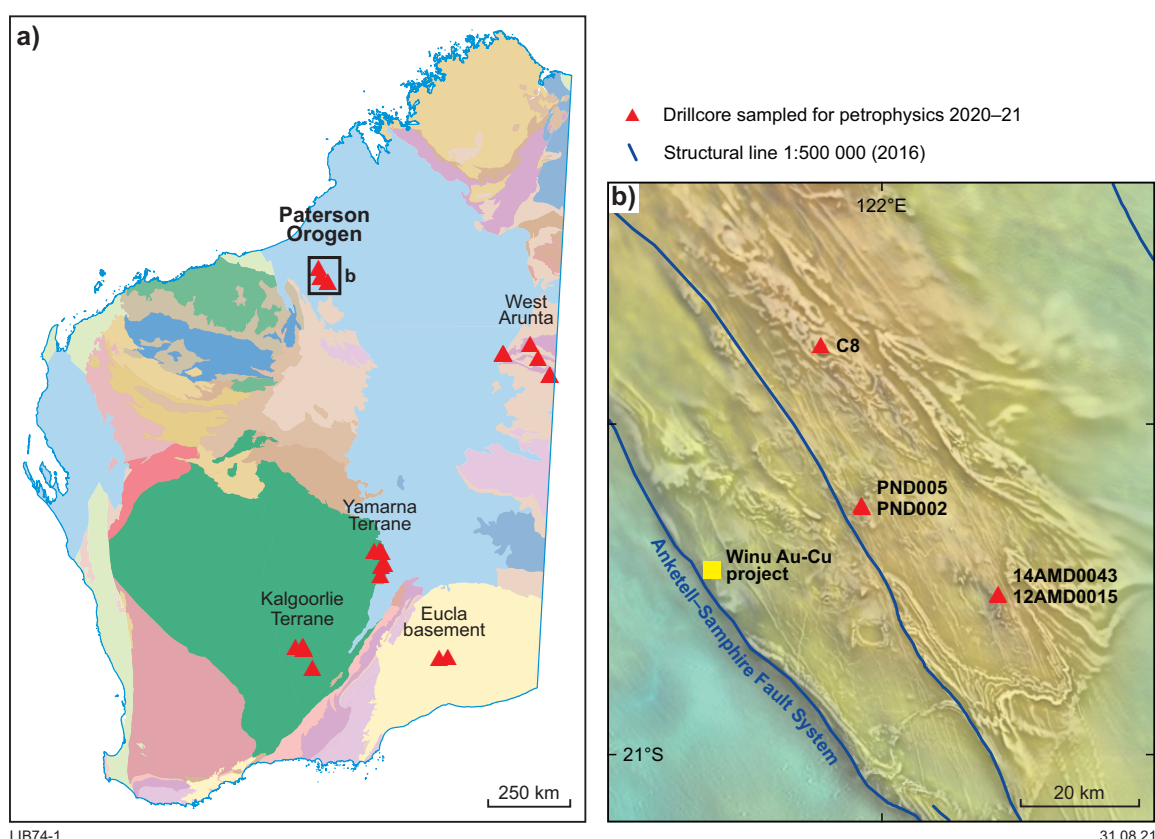 a)
Paterson
Orogen
b
West
Arunta
Yamarna
Terrane
Kalgoorlie
Terrane
Eucla
basement
250 km
LJB74-1
Drillcore sampled for petrophysics 2020–21
Structural line 1:500 000 (2016)
b)
122°E
C8
PND005
PND002
Winu Au-Cu
project
14AMD0043
12AMD0015
Anketell–Samphire Fault System
21°S
20 km
31.08.21